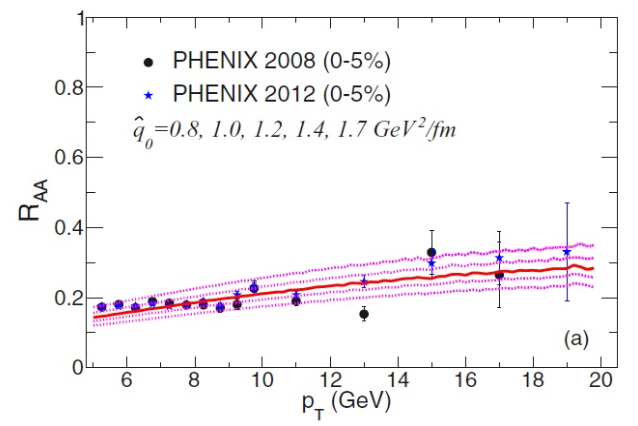 1
0.8
0.6
0.4
0.2
0
R_AA
PHENIX 2008 (0-5%)
PHENIX 2012 (0-5%)
q̂₀=0.8, 1.0, 1.2, 1.4, 1.7 GeV²/fm
(a)
6 8 10 12 14 16 18 20
p_T (GeV)